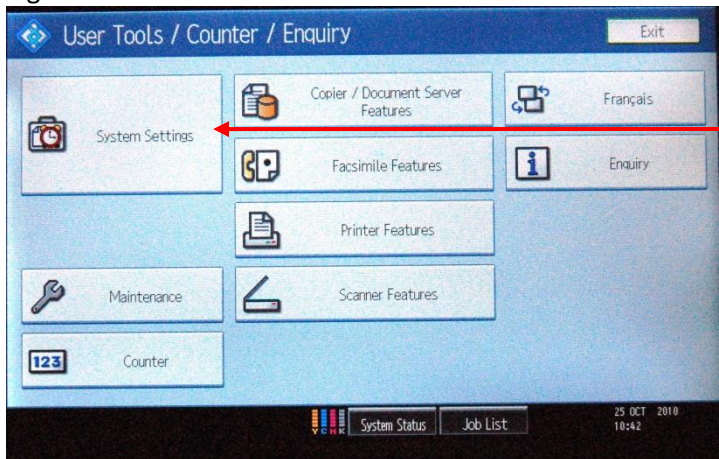 User Tools / Counter / Enquiry
Exit
System Settings
Copier / Document Server
Features
Français
Facsimile Features
Enquiry
Printer Features
Maintenance
Scanner Features
123
Counter
Y C M K
System Status
Job List
25 OCT 2010
10:42